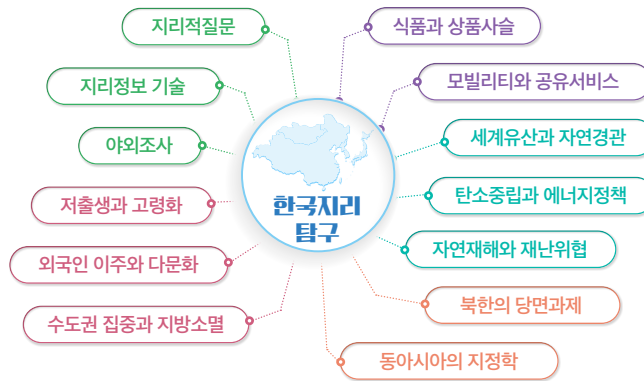 지리적질문
지리정보 기술
야외조사
저출생과 고령화
외국인 이주와 다문화
수도권 집중과 지방소멸
한국지리
탐구
식품과 상품사슬
모빌리티와 공유서비스
세계유산과 자연경관
탄소중립과 에너지정책
자연재해와 재난위협
북한의 당면과제
동아시아의 지정학